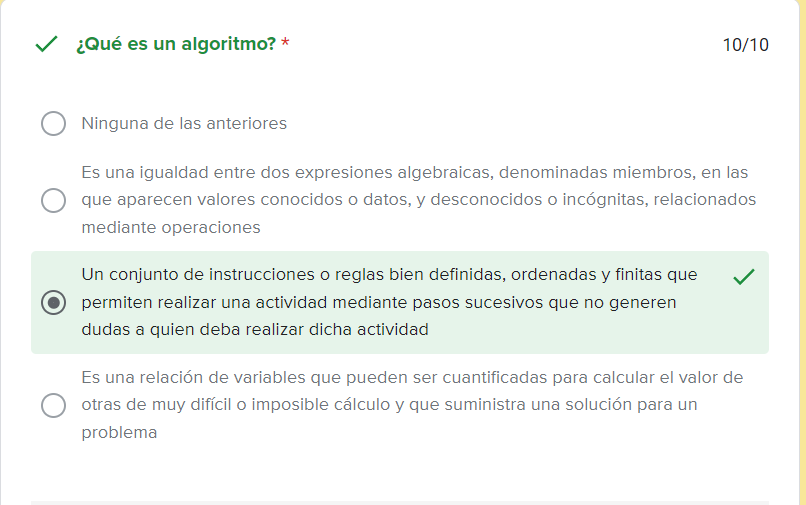 ¿Qué es un algoritmo? *
10/10
Ninguna de las anteriores
Es una igualdad entre dos expresiones algebraicas, denominadas miembros, en las
que aparecen valores conocidos o datos, y desconocidos o incógnitas, relacionados
mediante operaciones
Un conjunto de instrucciones o reglas bien definidas, ordenadas y finitas que
permiten realizar una actividad mediante pasos sucesivos que no generen
dudas a quien deba realizar dicha actividad
Es una relación de variables que pueden ser cuantificadas para calcular el valor de
otras de muy difícil o imposible cálculo y que suministra una solución para un
problema